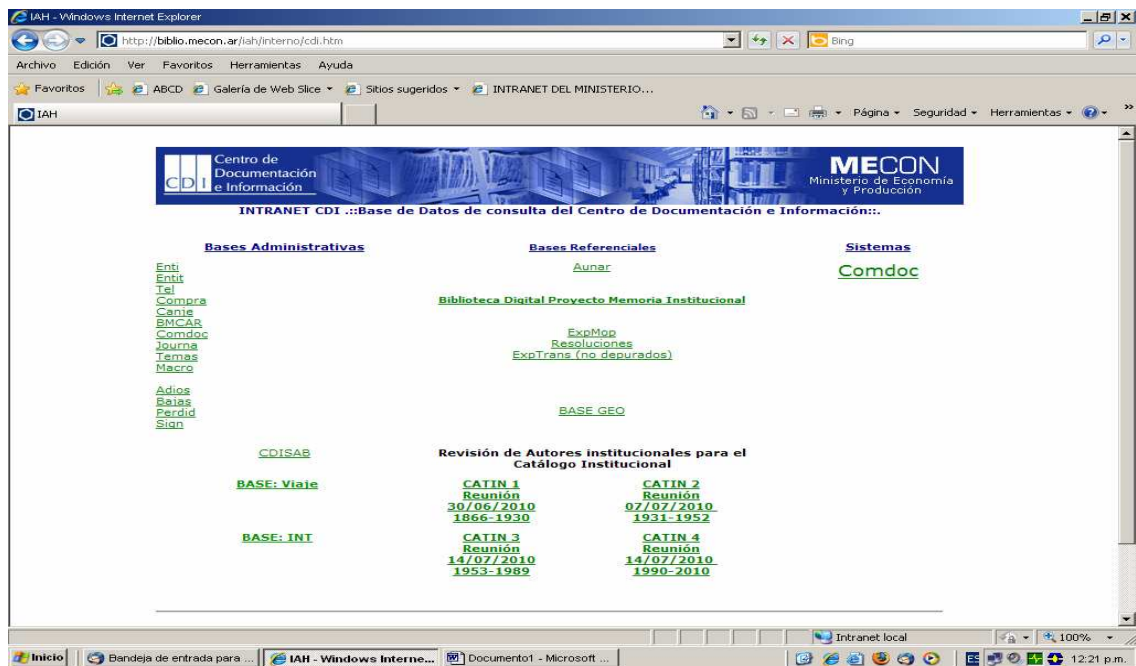 IAH - Windows Internet Explorer
http://biblio.mecon.ar/iah/interno/cdi.htm
Bing
Archivo Edición Ver Favoritos Herramientas Ayuda
Favoritos ABCD Galería de Web Slice Sitios sugeridos INTRANET DEL MINISTERIO...
IAH Página Seguridad Herramientas »
CDI
Centro de
Documentación
e Información
MECON
Ministerio de Economía
y Producción
INTRANET CDI .::Base de Datos de consulta del Centro de Documentación e Información::.
Bases Administrativas
Enti
Entit
Tel
Compra
Canje
BMCAR
Comdoc
Journa
Temas
Macro
Adios
Bajas
Perdid
Sign
Bases Referenciales
Aunar
Biblioteca Digital Proyecto Memoria Institucional
ExpMop
Resoluciones
ExpTrans (no depurados)
BASE GEO
Sistemas
Comdoc
CDISAB
BASE: Viaje
BASE: INT
Revisión de Autores institucionales para el
Catálogo Institucional
CATIN 1
Reunión
30/06/2010
1866-1930
CATIN 2
Reunión
07/07/2010
1931-1952
CATIN 3
Reunión
14/07/2010
1953-1989
CATIN 4
Reunión
14/07/2010
1990-2010
Intranet local 100%
Inicio Bandeja de entrada para ... IAH - Windows Interne... Documento1 - Microsoft ... ES 12:21 p.m.